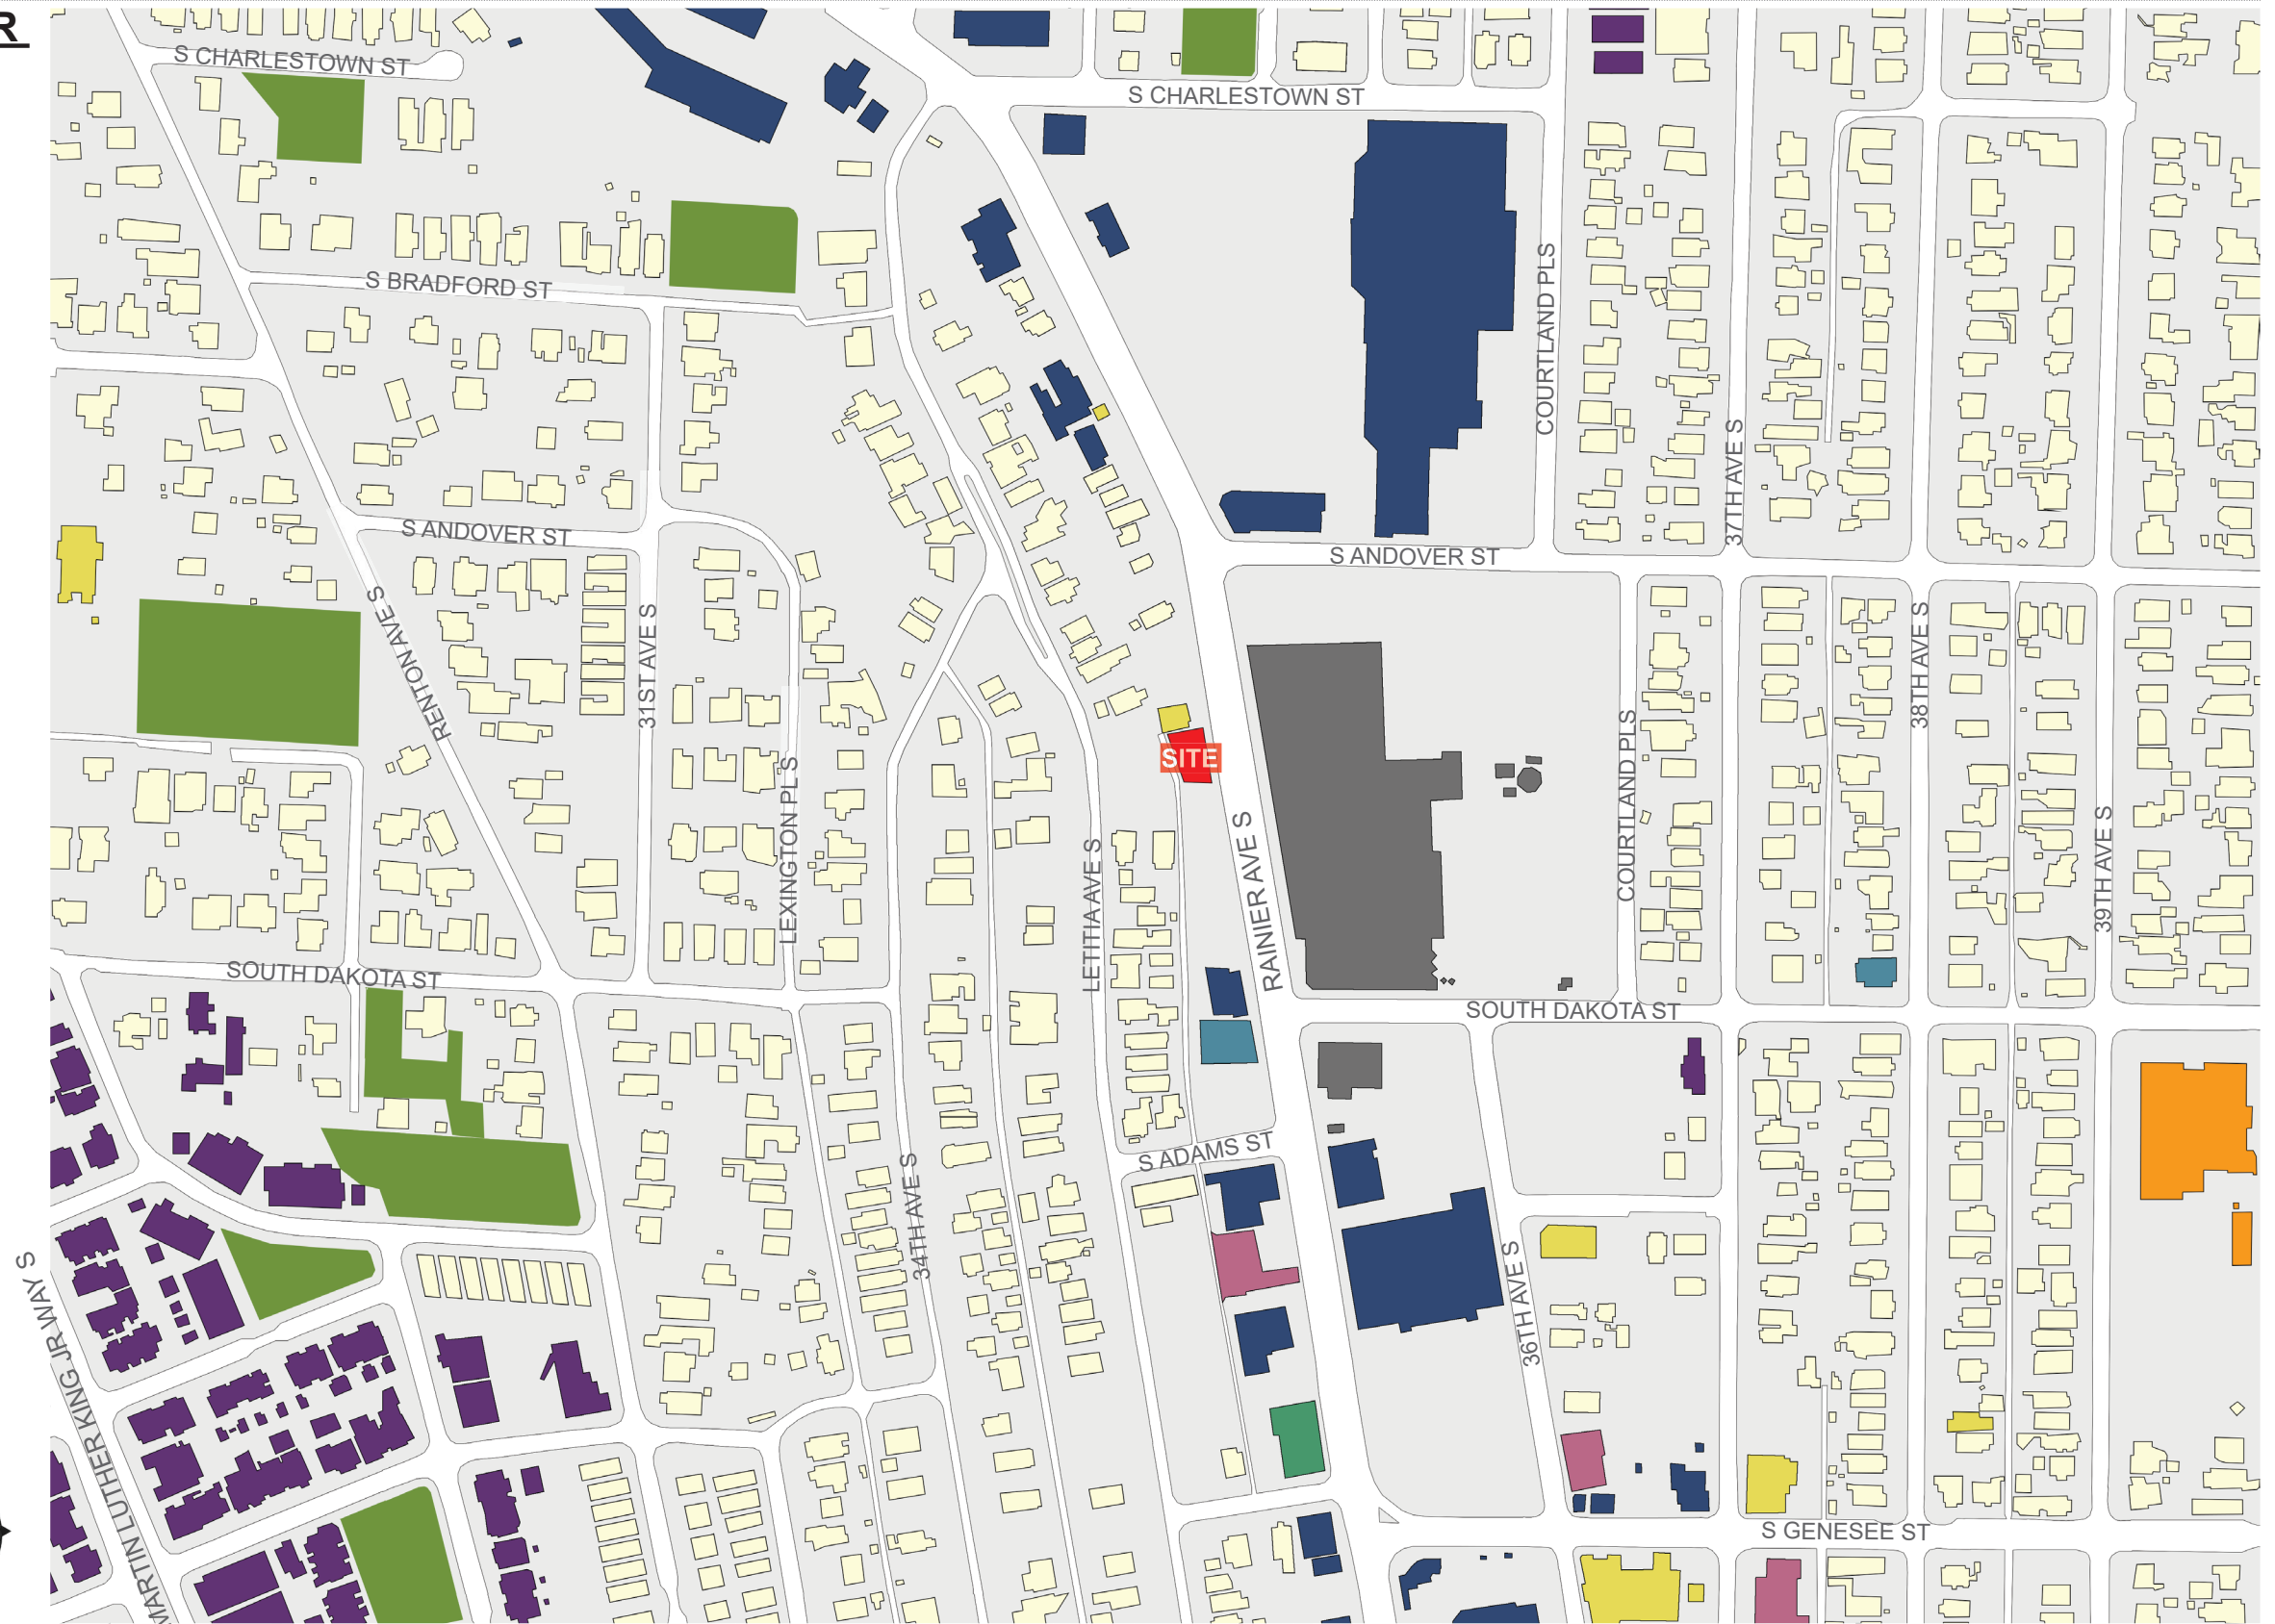 R
S CHARLESTOWN ST
S CHARLESTOWN ST
S BRADFORD ST
COURTLAND PLS
37TH AVE S
S ANDOVER ST
S ANDOVER ST
RENTON AVE S
31ST AVE S
38TH AVE S
SITE
COURTLAND PLS
LEXINGTON PL S
LETITIA AVE S
RAINIER AVE S
39TH AVE S
SOUTH DAKOTA ST
SOUTH DAKOTA ST
S ADAMS ST
34TH AVE S
36TH AVE S
MARTIN LUTHER KING JR WAY S
S GENESEE ST